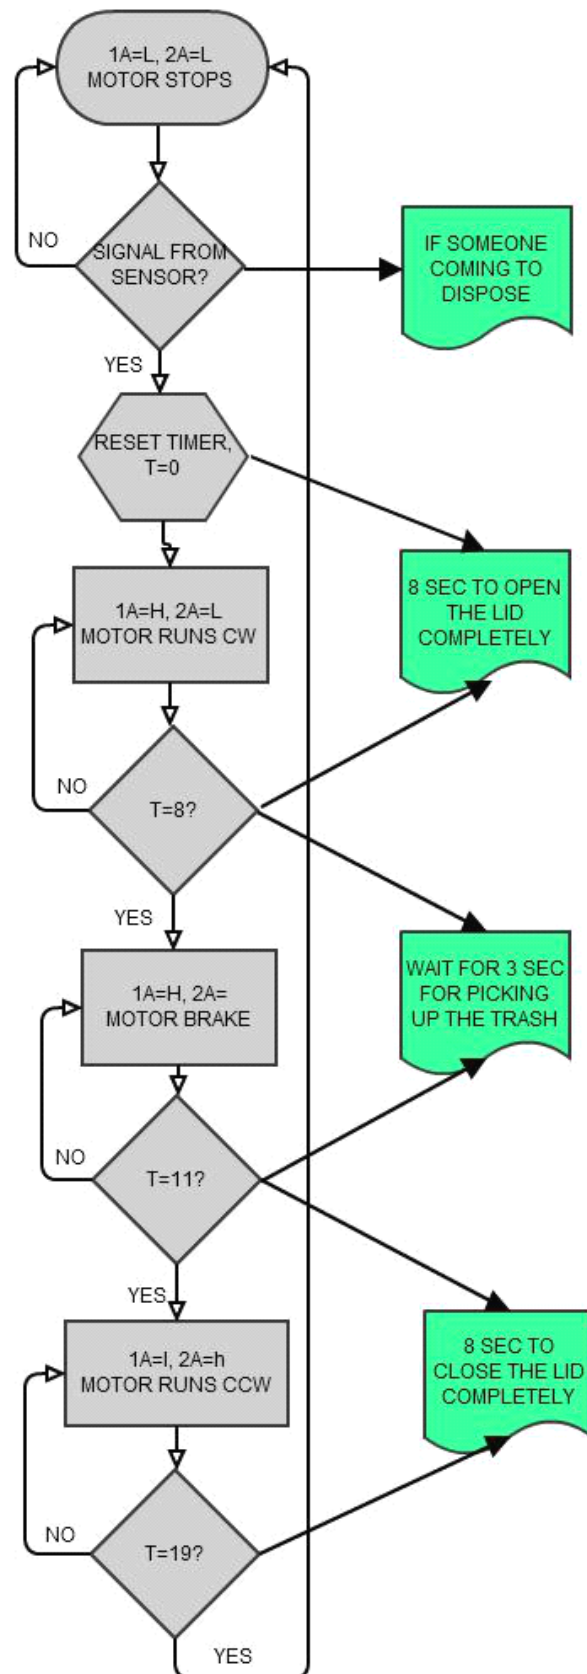 1A=L, 2A=L
MOTOR STOPS
NO
SIGNAL FROM
SENSOR?
IF SOMEONE
COMING TO
DISPOSE
YES
RESET TIMER,
T=0
8 SEC TO OPEN
THE LID
COMPLETELY
1A=H, 2A=L
MOTOR RUNS CW
NO
T=8?
YES
WAIT FOR 3 SEC
FOR PICKING
UP THE TRASH
1A=H, 2A=
MOTOR BRAKE
NO
T=11?
YES
1A=l, 2A=h
MOTOR RUNS CCW
8 SEC TO
CLOSE THE LID
COMPLETELY
NO
T=19?
YES